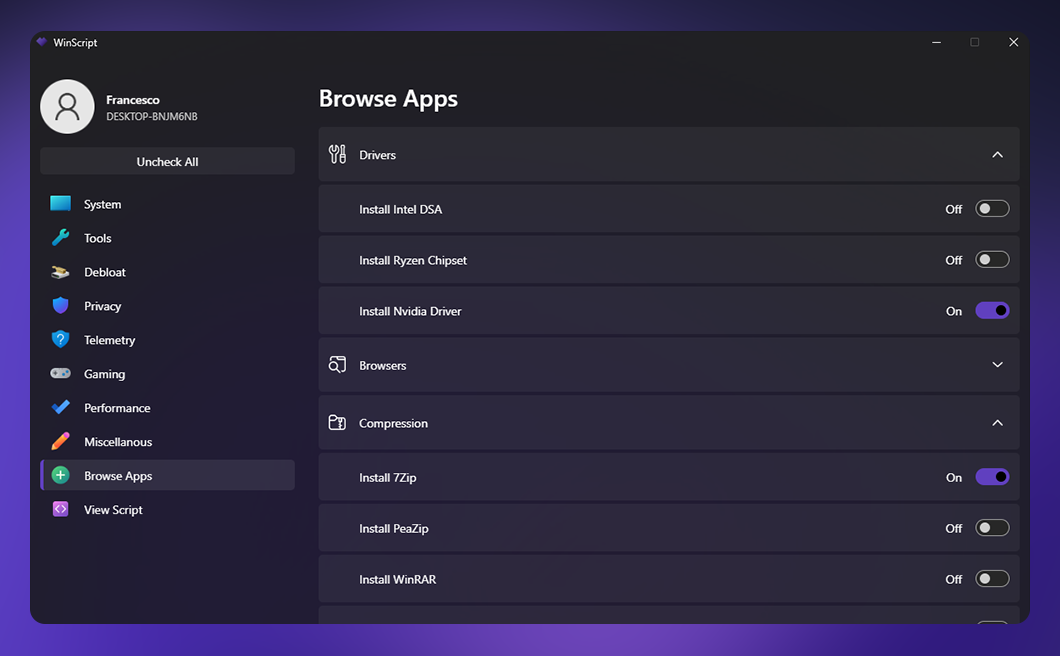 WinScript
Francesco
DESKTOP-BNJM6NB
Uncheck All
System
Tools
Debloat
Privacy
Telemetry
Gaming
Performance
Miscellanous
Browse Apps
View Script
Browse Apps
Drivers
Install Intel DSA Off
Install Ryzen Chipset Off
Install Nvidia Driver On
Browsers
Compression
Install 7Zip On
Install PeaZip Off
Install WinRAR Off